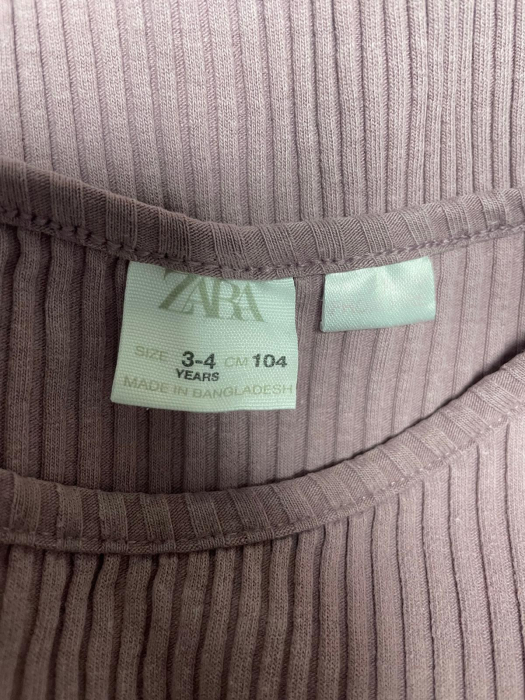 ZARA
SIZE 3-4 CM 104
YEARS
MADE IN BANGLADESH